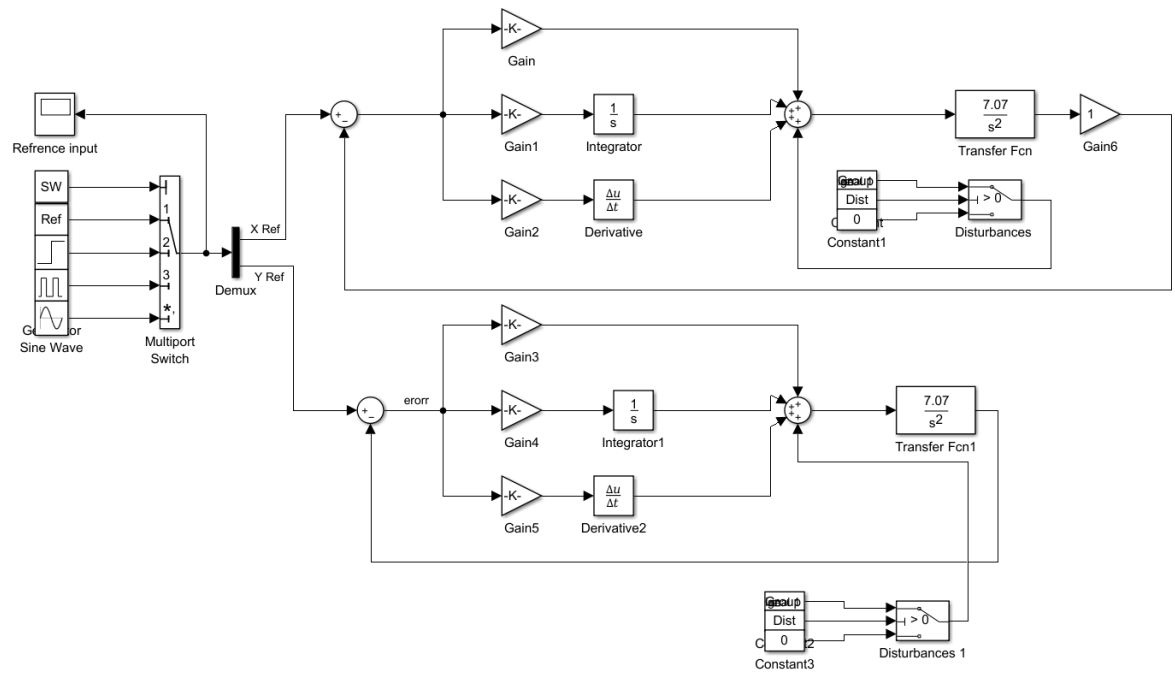 -K-
Gain
Refrence input
-K-
Gain1
1
s
Integrator
7.07
s2
Transfer Fcn
1
Gain6
SW
Ref
1
2
3
*,
X Ref
Y Ref
Demux
-K-
Gain2
Δu
Δt
Derivative
Dist
0
Constant1
> 0
Disturbances
Sine Wave
Multiport
Switch
-K-
Gain3
erorr
-K-
Gain4
1
s
Integrator1
7.07
s2
Transfer Fcn1
-K-
Gain5
Δu
Δt
Derivative2
Dist
0
Constant3
> 0
Disturbances 1